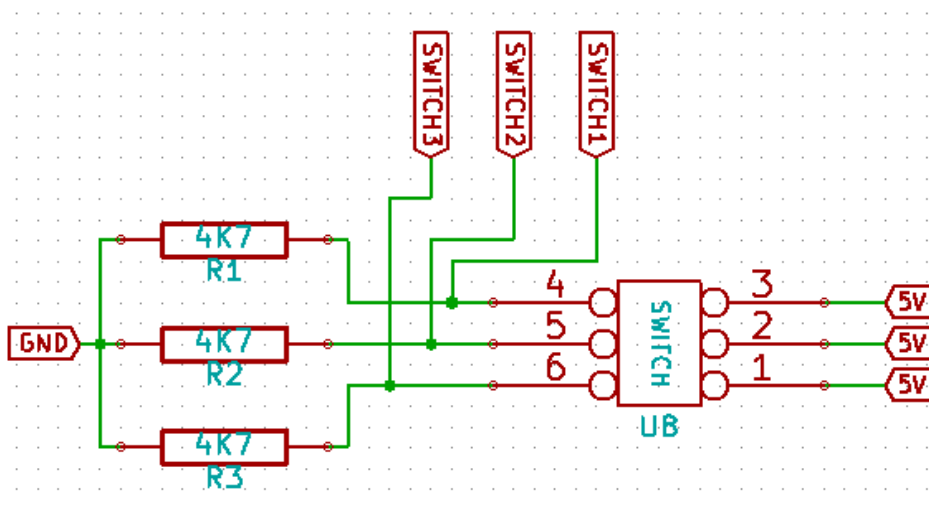 SWITCH3
SWITCH2
SWITCH1
4K7
R1
4
3
5V
SWITCH
GND
4K7
R2
5
2
5V
6
1
5V
UB
4K7
R3